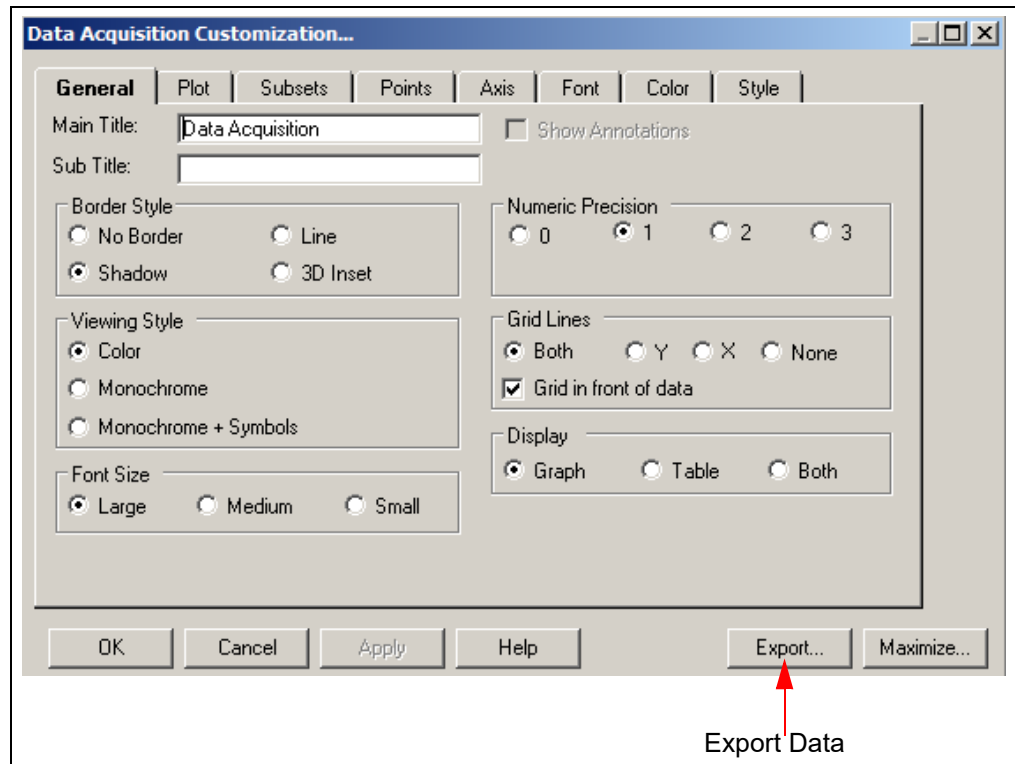 Data Acquisition Customization...
General Plot Subsets Points Axis Font Color Style
Main Title: Data Acquisition Show Annotations
Sub Title:
Border Style
No Border Line
Shadow 3D Inset
Numeric Precision
0 1 2 3
Viewing Style
Color
Monochrome
Monochrome + Symbols
Grid Lines
Both Y X None
Grid in front of data
Font Size
Large Medium Small
Display
Graph Table Both
OK Cancel Apply Help Export... Maximize...
Export Data